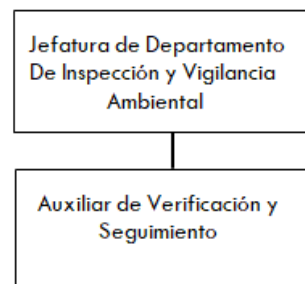 Jefatura de Departamento
De Inspección y Vigilancia
Ambiental
Auxiliar de Verificación y
Seguimiento